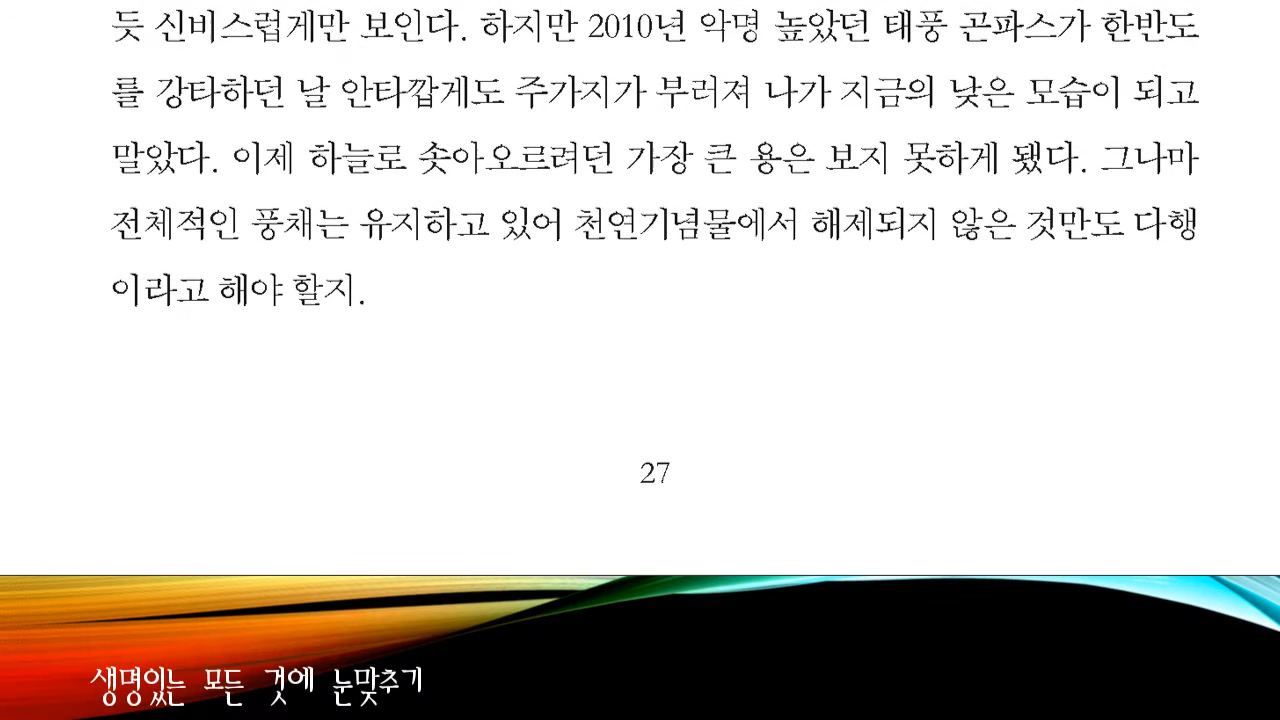 듯 신비스럽게만 보인다. 하지만 2010년 악명 높았던 태풍 곤파스가 한반도
를 강타하던 날 안타깝게도 주가지가 부러져 나가 지금의 낮은 모습이 되고
말았다. 이제 하늘로 솟아오르려던 가장 큰 용은 보지 못하게 됐다. 그나마
전체적인 풍채는 유지하고 있어 천연기념물에서 해제되지 않은 것만도 다행
이라고 해야 할지.
27
생명있는 모든 것에 눈맞추기